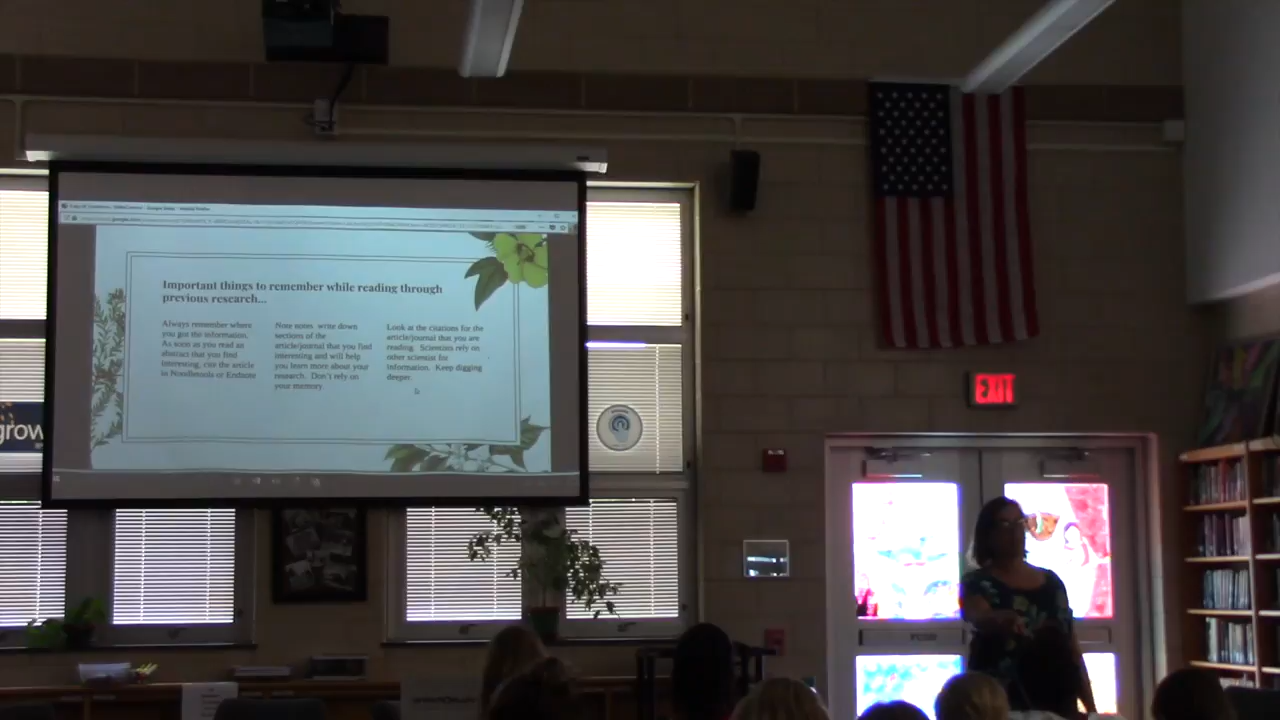 Important things to remember while reading through
previous research...
Always remember where
you got the information.
As soon as you read an
abstract that you find
interesting, cite the article
in Noodletools or Endnote
Note notes write down
sections of the
article/journal that you find
interesting and will help
you learn more about your
research. Don't rely on
your memory
Look at the citations for the
article/journal that you are
reading. Scientists rely on
other scientist for
information. Keep digging
deeper.
grow
EXIT